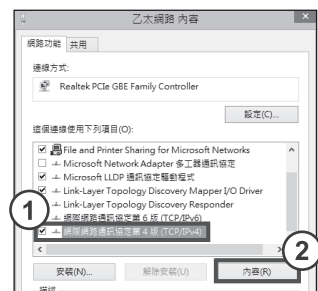 乙太網路 內容
網路功能 共用
連線方式:
Realtek PCIe GBE Family Controller
設定(C)...
這個連線使用下列項目(O):
File and Printer Sharing for Microsoft Networks
Microsoft Network Adapter 多工器通訊協定
Microsoft LLDP 通訊協定驅動程式
Link-Layer Topology Discovery Mapper I/O Driver
Link-Layer Topology Discovery Responder
網際網路通訊協定第 6 版 (TCP/IPv6)
1
網際網路通訊協定第 4 版 (TCP/IPv4)
2
安裝(N)... 解除安裝(U) 內容(R)
描述